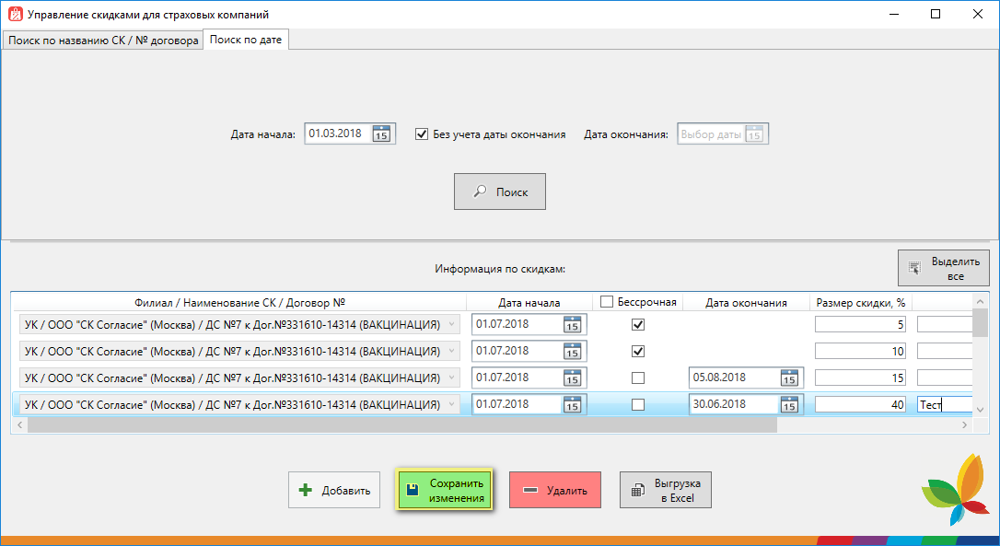 Управление скидками для страховых компаний
Поиск по названию СК / № договора Поиск по дате
Дата начала: 01.03.2018 15 Без учета даты окончания Дата окончания: Выбор даты 15
Поиск
Информация по скидкам:
Выделить
все
Филиал / Наименование СК / Договор № Дата начала Бессрочная Дата окончания Размер скидки, %
УК / ООО "СК Согласие" (Москва) / ДС №7 к Дог.№331610-14314 (ВАКЦИНАЦИЯ) 01.07.2018 15 5
УК / ООО "СК Согласие" (Москва) / ДС №7 к Дог.№331610-14314 (ВАКЦИНАЦИЯ) 01.07.2018 15 10
УК / ООО "СК Согласие" (Москва) / ДС №7 к Дог.№331610-14314 (ВАКЦИНАЦИЯ) 01.07.2018 15 05.08.2018 15 15
УК / ООО "СК Согласие" (Москва) / ДС №7 к Дог.№331610-14314 (ВАКЦИНАЦИЯ) 01.07.2018 15 30.06.2018 15 40 Тест
Добавить
Сохранить
изменения
Удалить
Выгрузка
в Excel